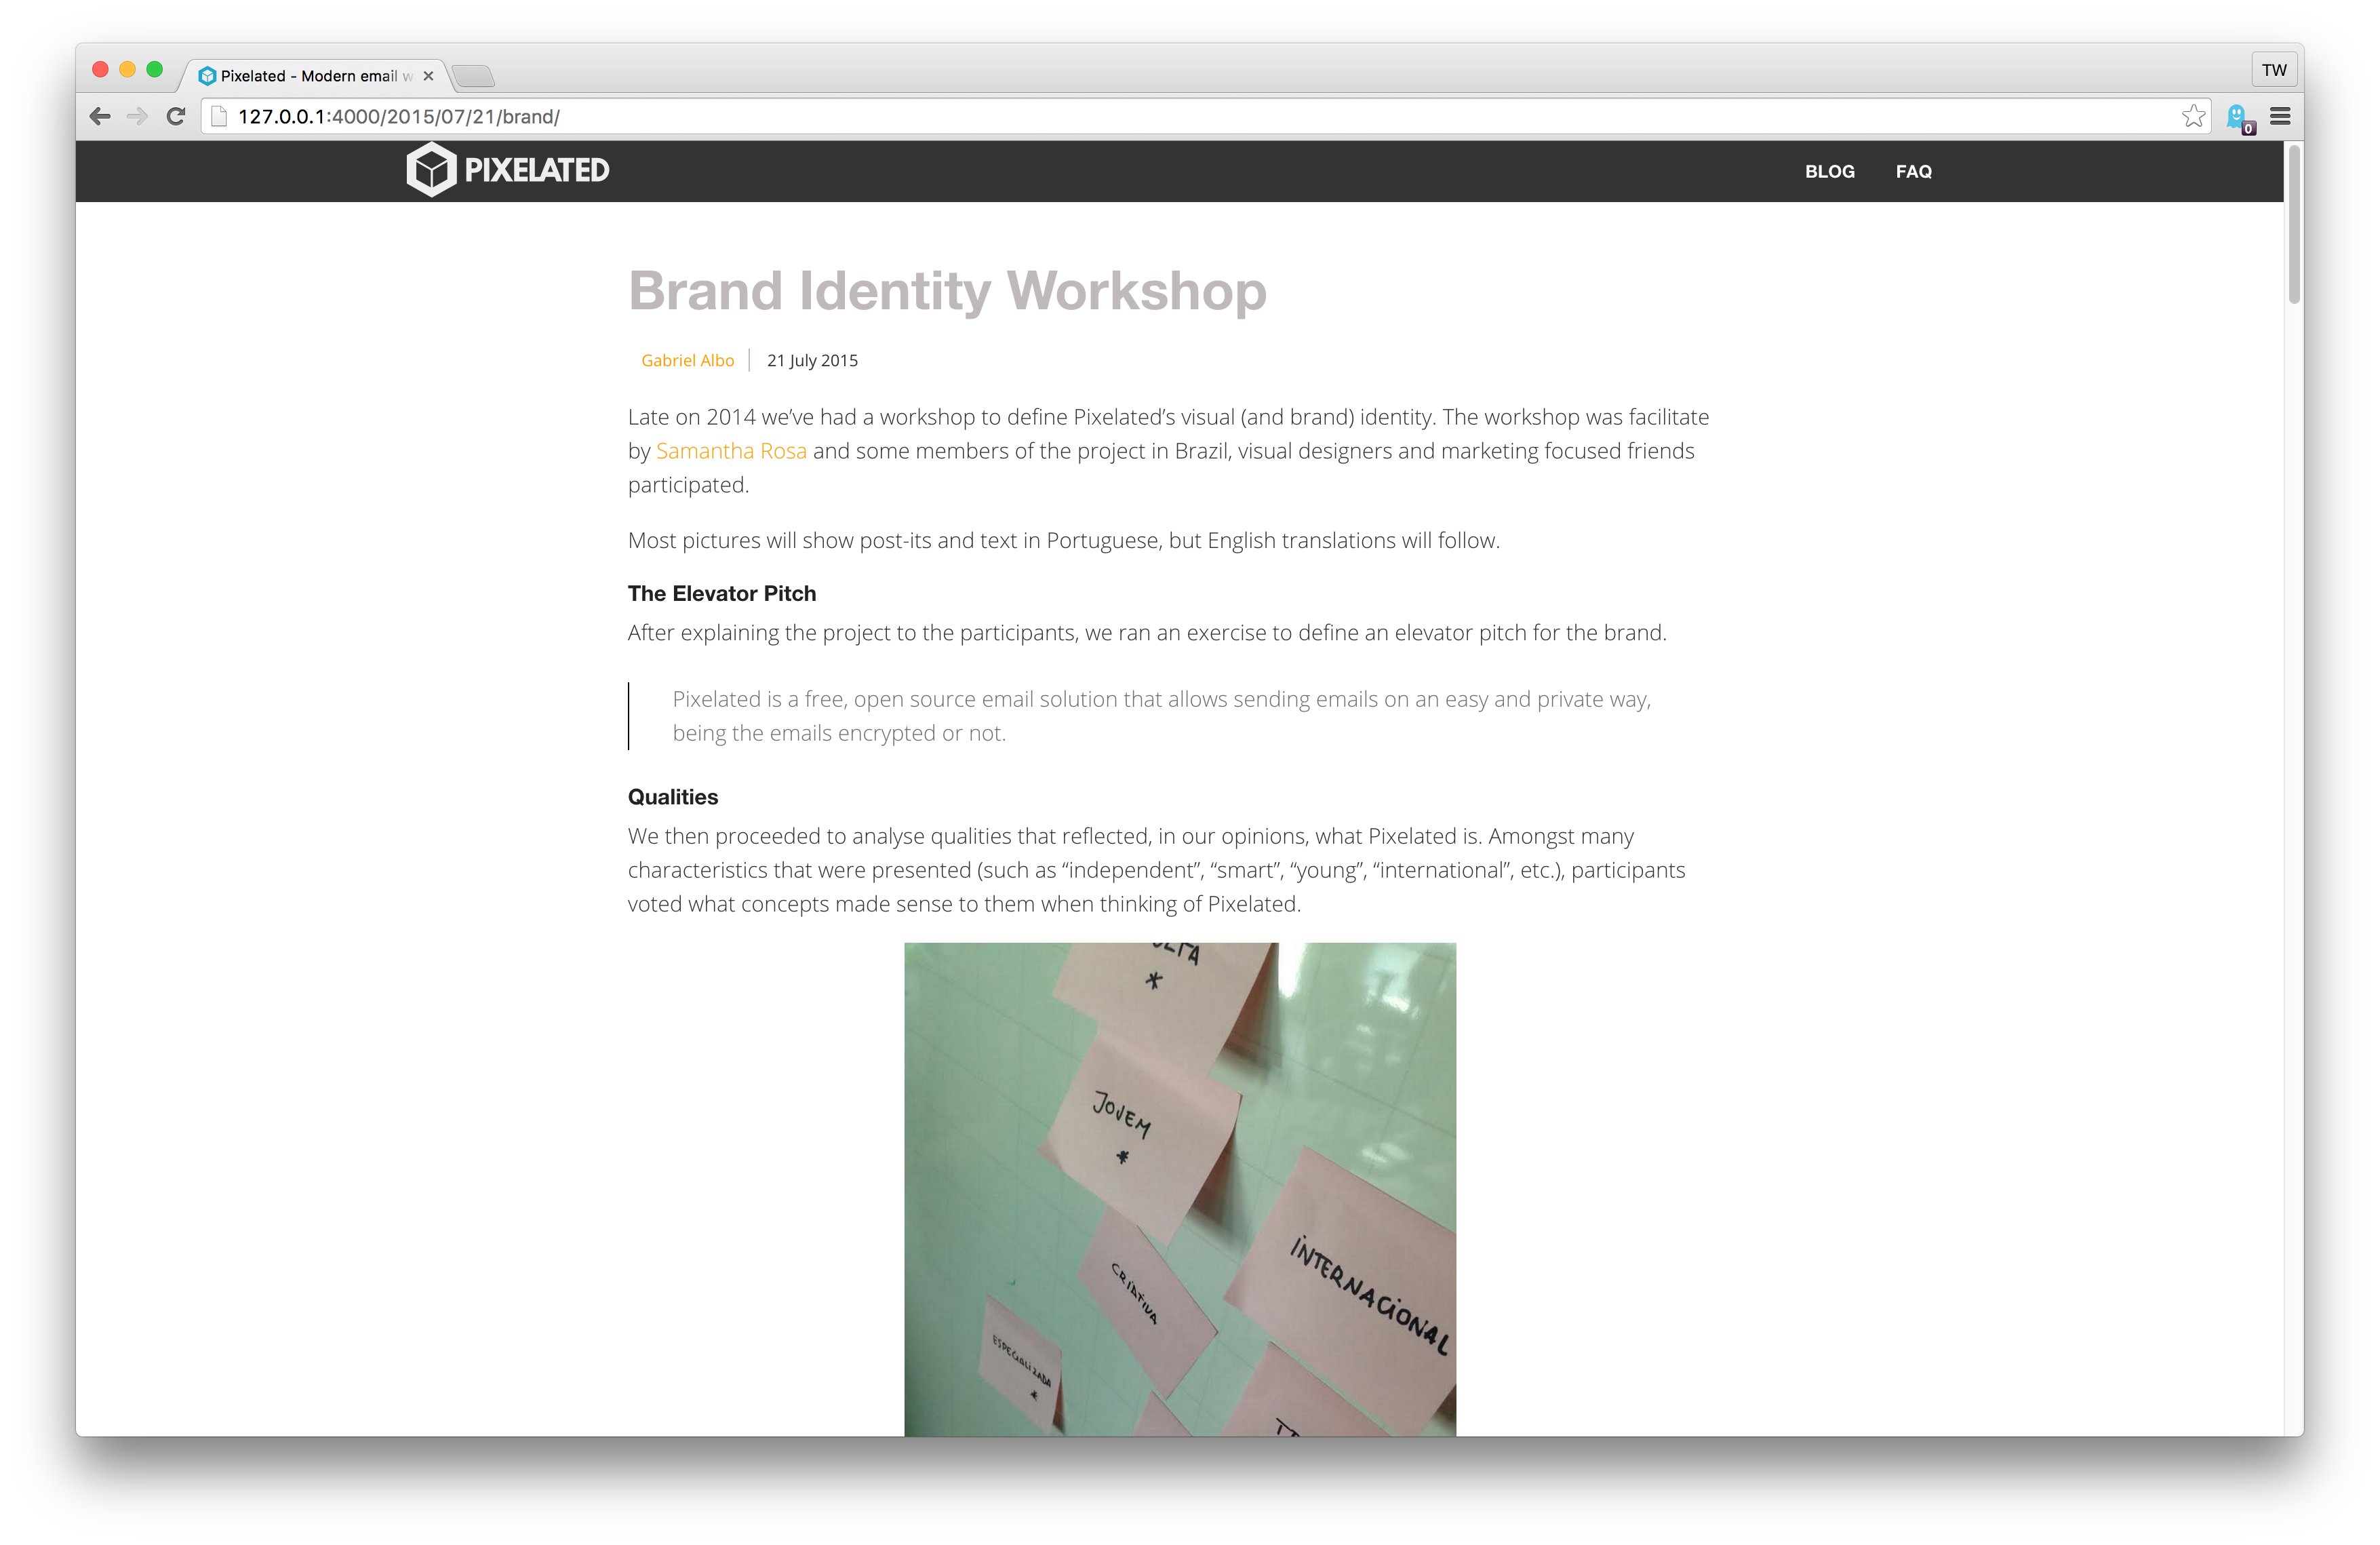 Pixelated - Modern email w
TW
127.0.0.1:4000/2015/07/21/brand/
0
PIXELATED
BLOG
FAQ
Brand Identity Workshop
Gabriel Albo
21 July 2015
Late on 2014 we’ve had a workshop to define Pixelated’s visual (and brand) identity. The workshop was facilitate
by Samantha Rosa and some members of the project in Brazil, visual designers and marketing focused friends
participated.
Most pictures will show post-its and text in Portuguese, but English translations will follow.
The Elevator Pitch
After explaining the project to the participants, we ran an exercise to define an elevator pitch for the brand.
Pixelated is a free, open source email solution that allows sending emails on an easy and private way,
being the emails encrypted or not.
Qualities
We then proceeded to analyse qualities that reflected, in our opinions, what Pixelated is. Amongst many
characteristics that were presented (such as “independent”, “smart”, “young”, “international”, etc.), participants
voted what concepts made sense to them when thinking of Pixelated.
JOVEM
INTERNACIONAL
CRIATIVA
ESPECIALIZADA